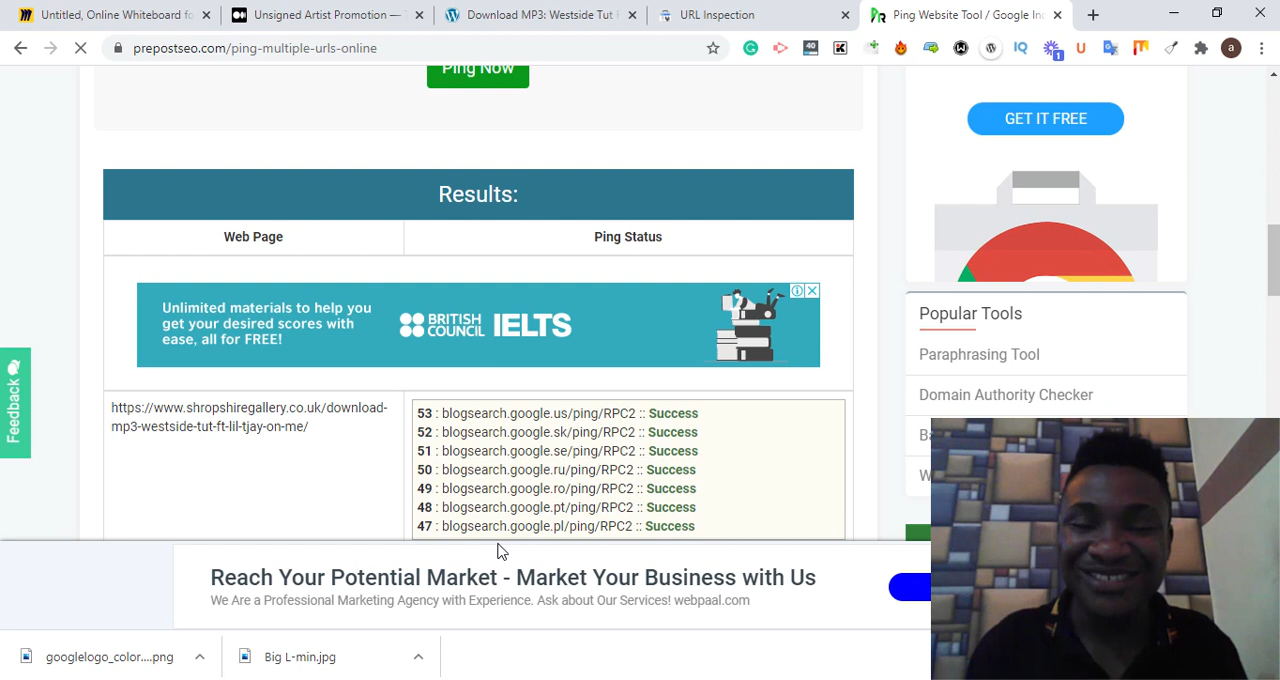 Untitled, Online Whiteboard fo
Unsigned Artist Promotion —
Download MP3: Westside Tut F
URL Inspection
Ping Website Tool / Google Ind
prepostseo.com/ping-multiple-urls-online
40
IQ
1
U
a
Ping Now
GET IT FREE
Results:
Web Page
Ping Status
Unlimited materials to help you
get your desired scores with
ease, all for FREE!
BRITISH
COUNCIL
IELTS
Popular Tools
Paraphrasing Tool
Domain Authority Checker
Ba
W
Feedback
https://www.shropshiregallery.co.uk/download-
mp3-westside-tut-ft-lil-tjay-on-me/
53 : blogsearch.google.us/ping/RPC2 :: Success
52 : blogsearch.google.sk/ping/RPC2 :: Success
51 : blogsearch.google.se/ping/RPC2 :: Success
50 : blogsearch.google.ru/ping/RPC2 :: Success
49 : blogsearch.google.ro/ping/RPC2 :: Success
48 : blogsearch.google.pt/ping/RPC2 :: Success
47 : blogsearch.google.pl/ping/RPC2 :: Success
Reach Your Potential Market - Market Your Business with Us
We Are a Professional Marketing Agency with Experience. Ask about Our Services! webpaal.com
googlelogo_color....png
Big L-min.jpg